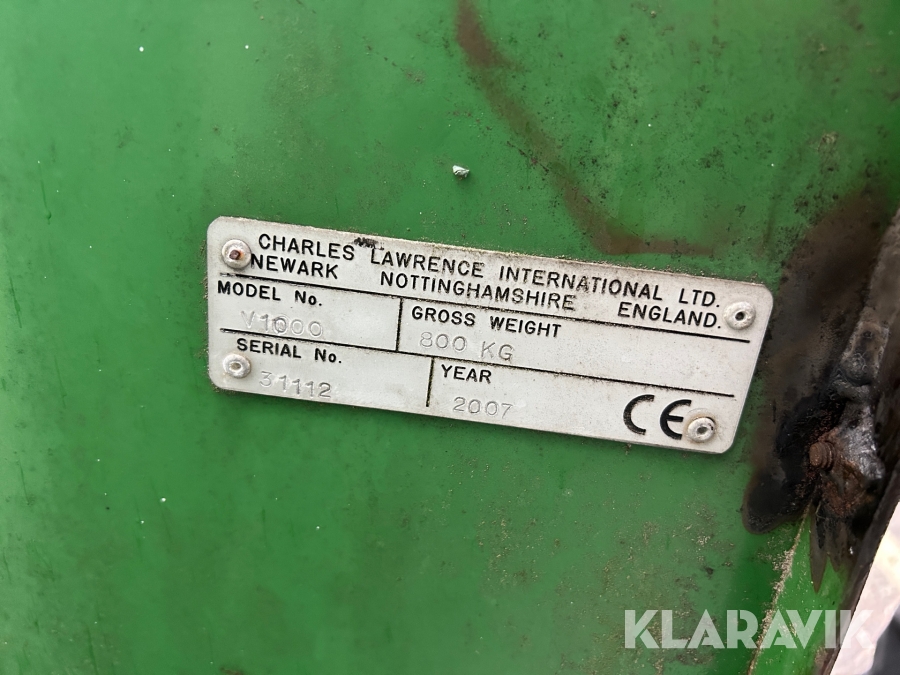 CHARLES LAWRENCE INTERNATIONAL LTD.
NEWARK NOTTINGHAMSHIRE ENGLAND.
MODEL No.
V1000
GROSS WEIGHT
800 KG
SERIAL No.
31112
YEAR
2007
CE
KLARAVIK